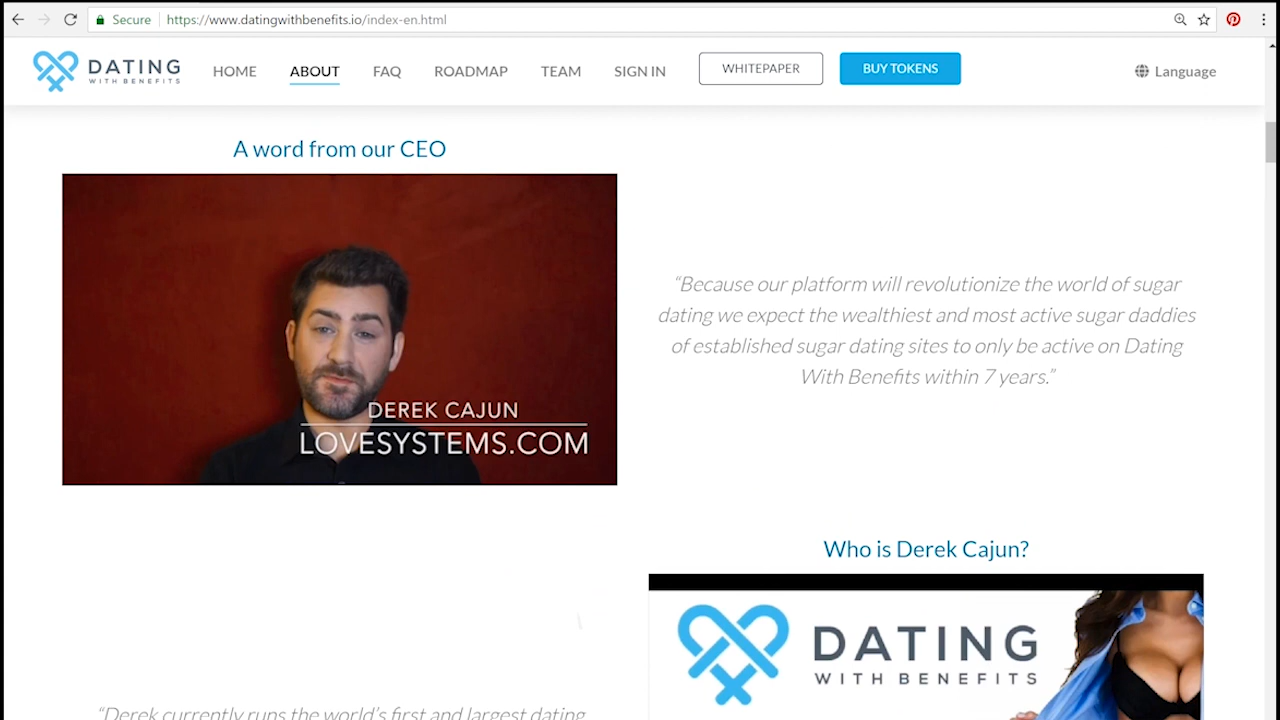 Secure https://www.datingwithbenefits.io/index-en.html
DATING
WITH BENEFITS
HOME ABOUT FAQ ROADMAP TEAM SIGN IN WHITEPAPER BUY TOKENS Language
A word from our CEO
DEREK CAJUN
LOVESYSTEMS.COM
“Because our platform will revolutionize the world of sugar
dating we expect the wealthiest and most active sugar daddies
of established sugar dating sites to only be active on Dating
With Benefits within 7 years.”
Who is Derek Cajun?
DATING
WITH BENEFITS
“Derek currently runs the world’s first and largest dating